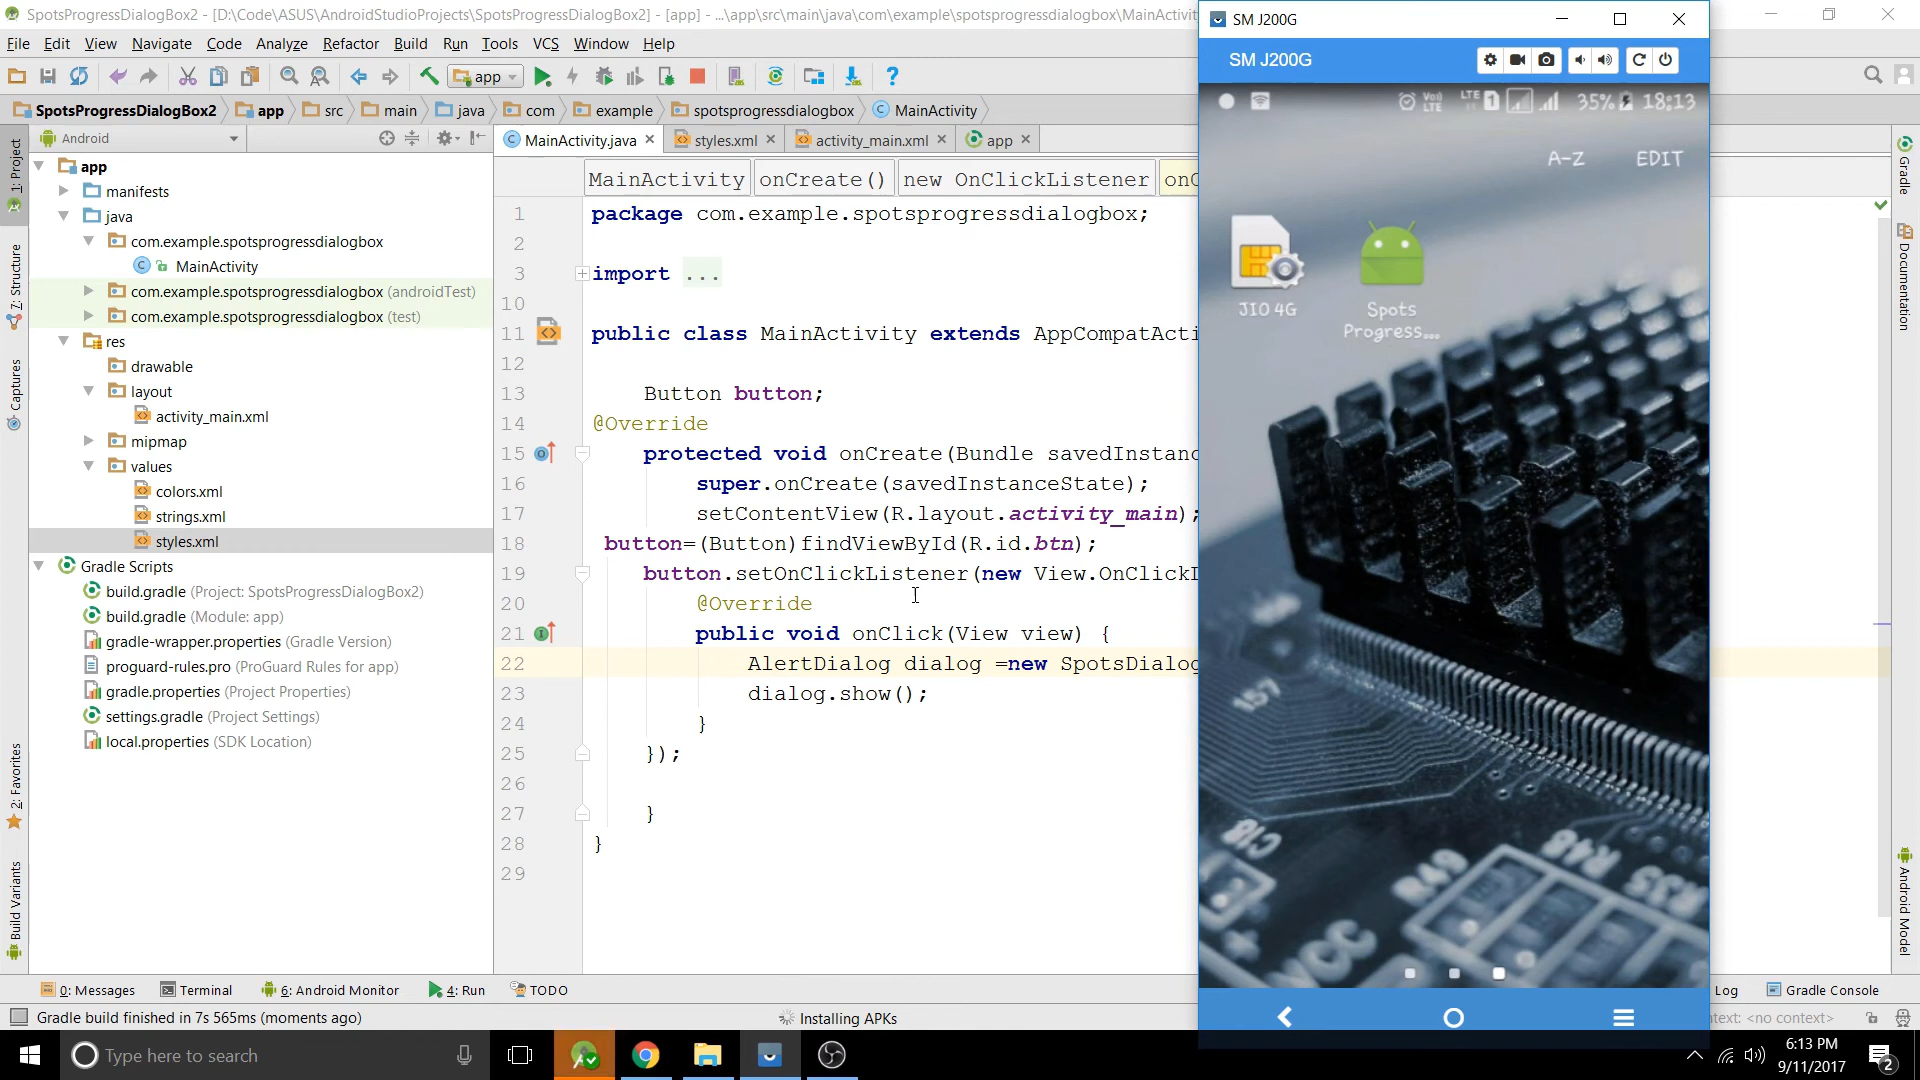 SpotsProgressDialogBox2 - [D:\Code\ASUS\AndroidStudioProjects\SpotsProgressDialogBox2] - [app] - ...\app\src\main\java\com\example\spotsprogressdialogbox\MainActivit
File Edit View Navigate Code Analyze Refactor Build Run Tools VCS Window Help
app
SpotsProgressDialogBox2 app src main java com example spotsprogressdialogbox MainActivity
Android
MainActivity.java styles.xml activity_main.xml app
MainActivity onCreate() new OnClickListener onC
1: Project
7: Structure
Captures
2: Favorites
Build Variants
app
manifests
java
com.example.spotsprogressdialogbox
MainActivity
com.example.spotsprogressdialogbox (androidTest)
com.example.spotsprogressdialogbox (test)
res
drawable
layout
activity_main.xml
mipmap
values
colors.xml
strings.xml
styles.xml
Gradle Scripts
build.gradle (Project: SpotsProgressDialogBox2)
build.gradle (Module: app)
gradle-wrapper.properties (Gradle Version)
proguard-rules.pro (ProGuard Rules for app)
gradle.properties (Project Properties)
settings.gradle (Project Settings)
local.properties (SDK Location)
1 package com.example.spotsprogressdialogbox;
2
3 import ...
10
11 public class MainActivity extends AppCompatActi
12
13 Button button;
14 @Override
15 protected void onCreate(Bundle savedInstanc
16 super.onCreate(savedInstanceState);
17 setContentView(R.layout.activity_main);
18 button=(Button)findViewById(R.id.btn);
19 button.setOnClickListener(new View.OnClickL
20 @Override
21 public void onClick(View view) {
22 AlertDialog dialog =new SpotsDialog
23 dialog.show();
24 }
25 });
26
27 }
28 }
29
SM J200G
SM J200G
VoI) LTE LTE 1 35% 18:13
A-Z EDIT
JIO 4G
Spots
Progress...
157
Gradle
Documentation
Android Model
0: Messages Terminal 6: Android Monitor 4: Run TODO
Log Gradle Console
Gradle build finished in 7s 565ms (moments ago)
Installing APKs
text: <no context>
Type here to search
6:13 PM
9/11/2017
2